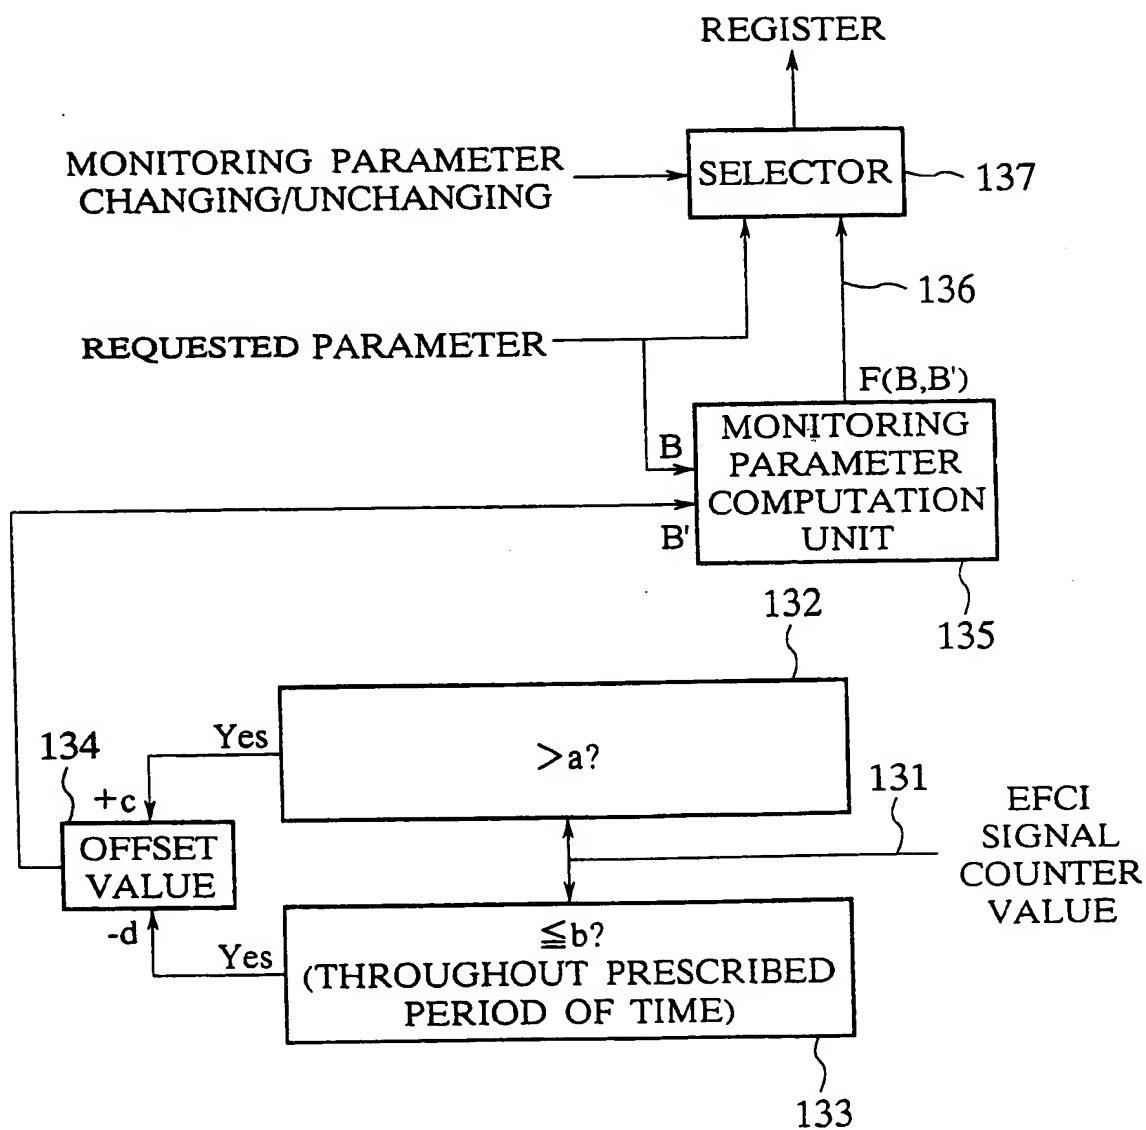 REGISTER
MONITORING PARAMETER
CHANGING/UNCHANGING
SELECTOR
137
136
REQUESTED PARAMETER
F(B,B')
B
B'
MONITORING
PARAMETER
COMPUTATION
UNIT
135
132
>a?
Yes
134
+c
OFFSET
VALUE
-d
131
EFCI
SIGNAL
COUNTER
VALUE
Yes
≦b?
(THROUGHOUT PRESCRIBED
PERIOD OF TIME)
133